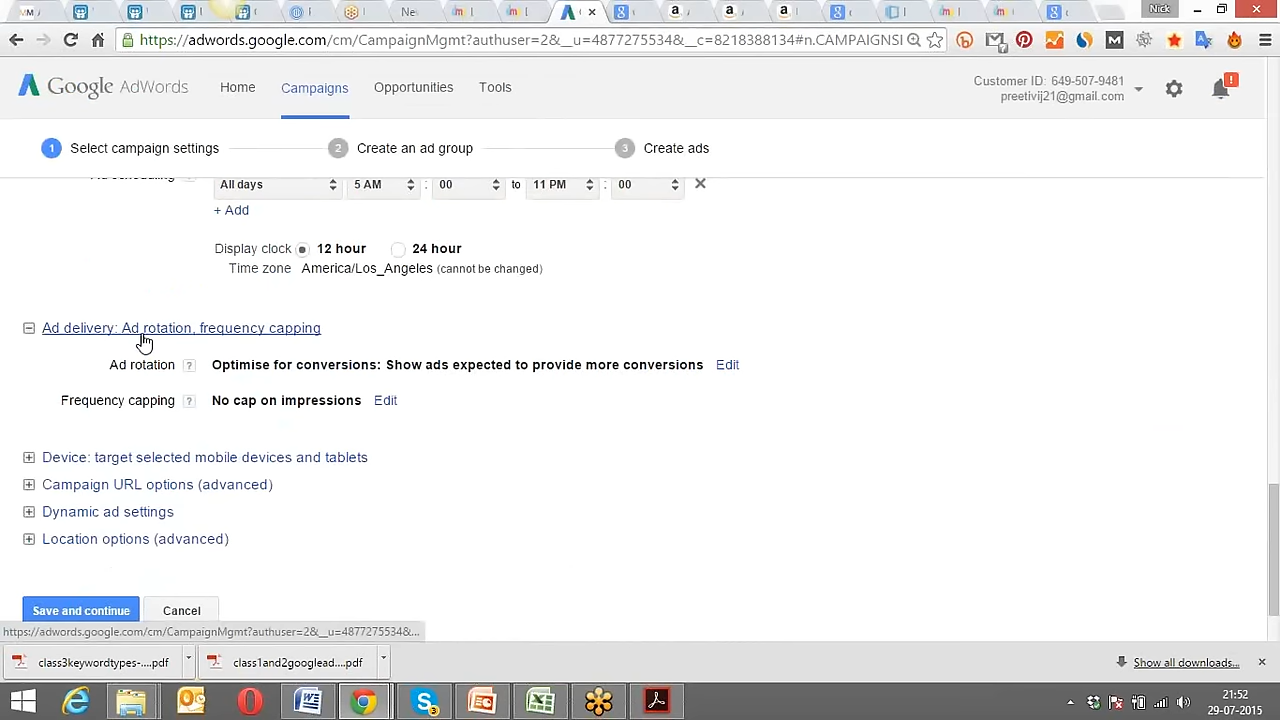 Nick
https://adwords.google.com/cm/CampaignMgmt?authuser=2&__u=4877275534&__c=8218388134#n.CAMPAIGNSI
Google AdWords
Home
Campaigns
Opportunities
Tools
Customer ID: 649-507-9481
preetivij21@gmail.com
1 Select campaign settings
2 Create an ad group
3 Create ads
All days
5 AM
:
00
to
11 PM
:
00
+ Add
Display clock
12 hour
24 hour
Time zone America/Los_Angeles (cannot be changed)
Ad delivery: Ad rotation, frequency capping
Ad rotation ? Optimise for conversions: Show ads expected to provide more conversions Edit
Frequency capping ? No cap on impressions Edit
Device: target selected mobile devices and tablets
Campaign URL options (advanced)
Dynamic ad settings
Location options (advanced)
Save and continue
Cancel
https://adwords.google.com/cm/CampaignMgmt?authuser=2&__u=4877275534&...
class3keywordtypes-....pdf
class1and2googlead....pdf
Show all downloads...
21:52
29-07-2015